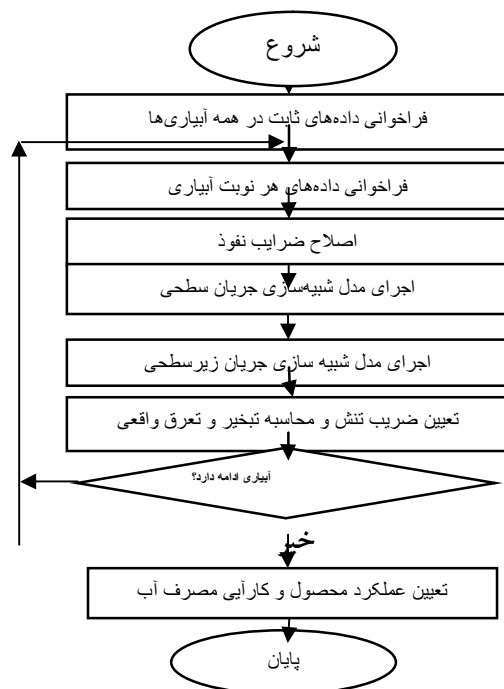 شروع
فراخوانی داده‌های ثابت در همه آبیاری‌ها
فراخوانی داده‌های هر نوبت آبیاری
اصلاح ضرایب نفوذ
اجرای مدل شبیه‌سازی جریان سطحی
اجرای مدل شبیه سازی جریان زیرسطحی
تعیین ضریب تنش و محاسبه تبخیر و تعرق واقعی
آبیاری ادامه دارد؟
خیر
تعیین عملکرد محصول و کارآیی مصرف آب
پایان